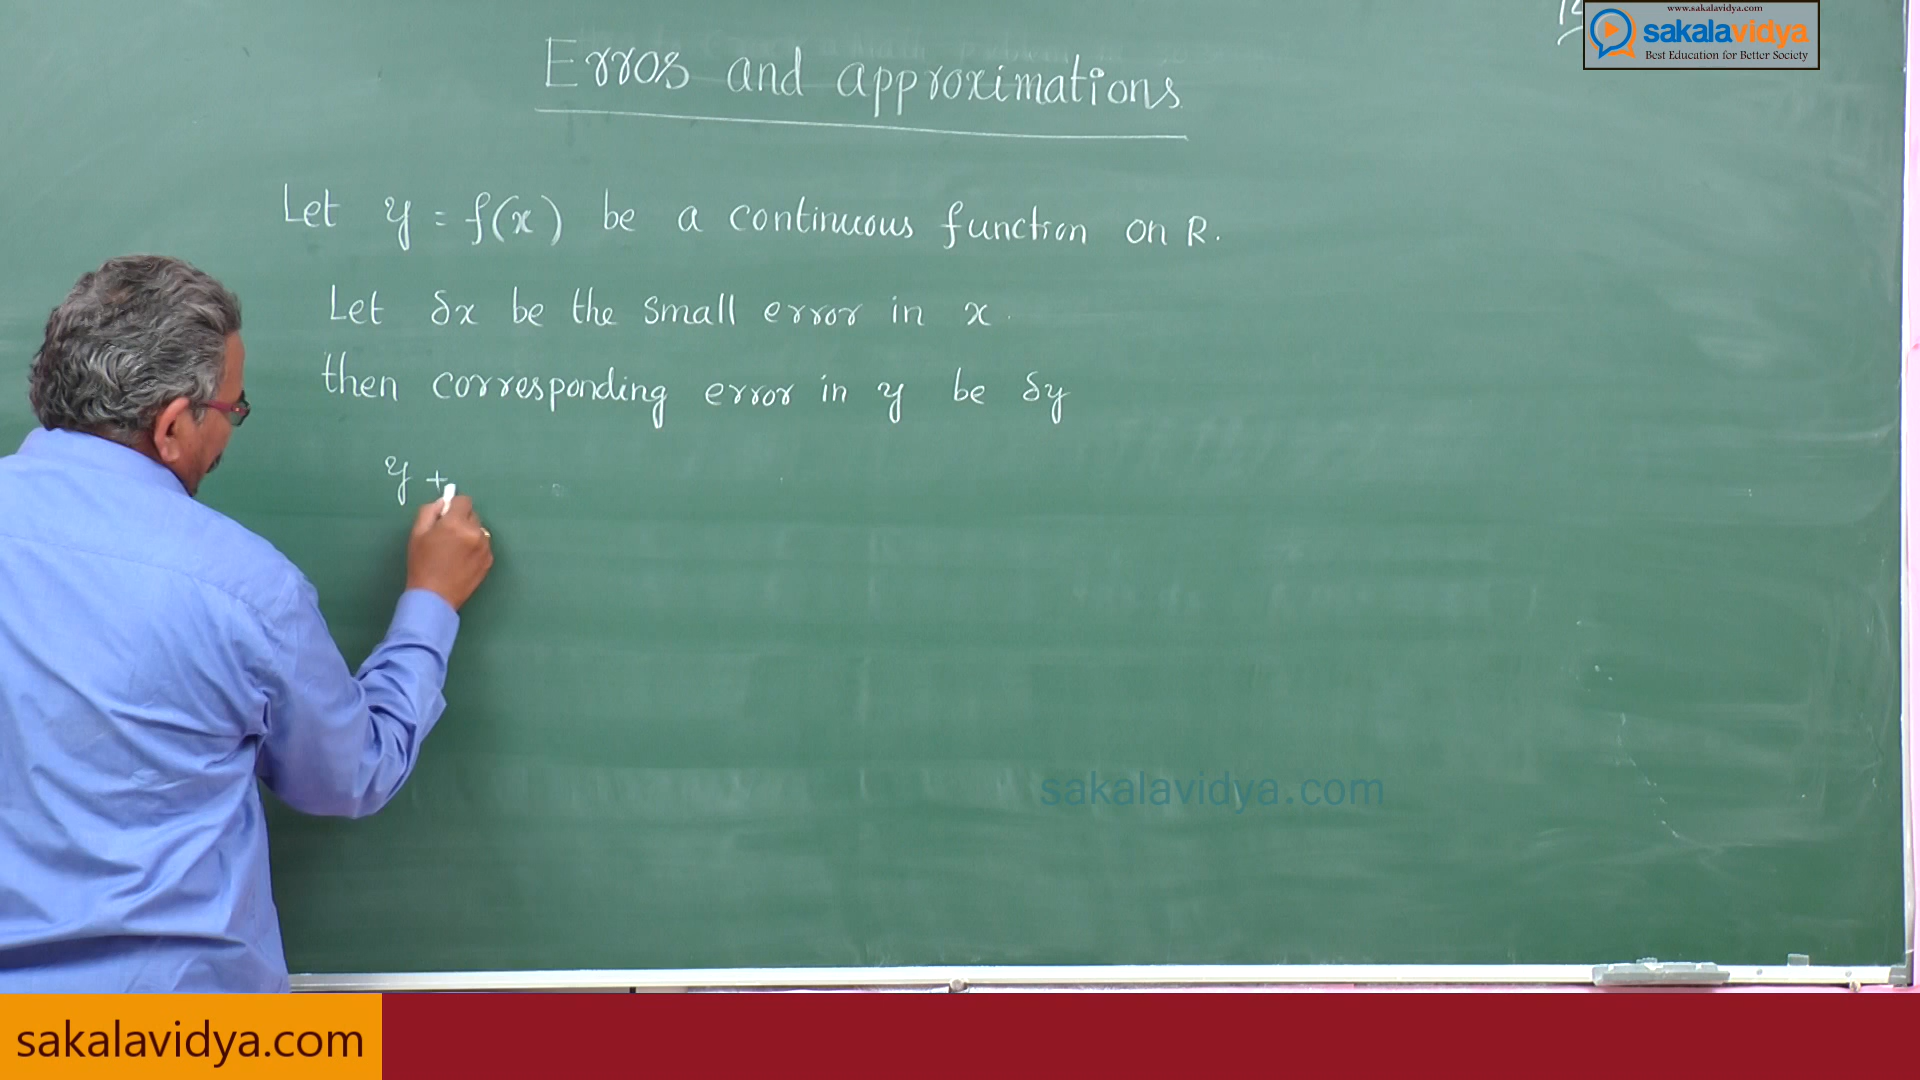 www.sakalavidya.com
sakalavidya
Best Education for Better Society
Erros and approximations
Let y = f(x) be a continuous function on R.
Let δx be the small error in x.
then corresponding error in y be δy
y +
sakalavidya.com
sakalavidya.com